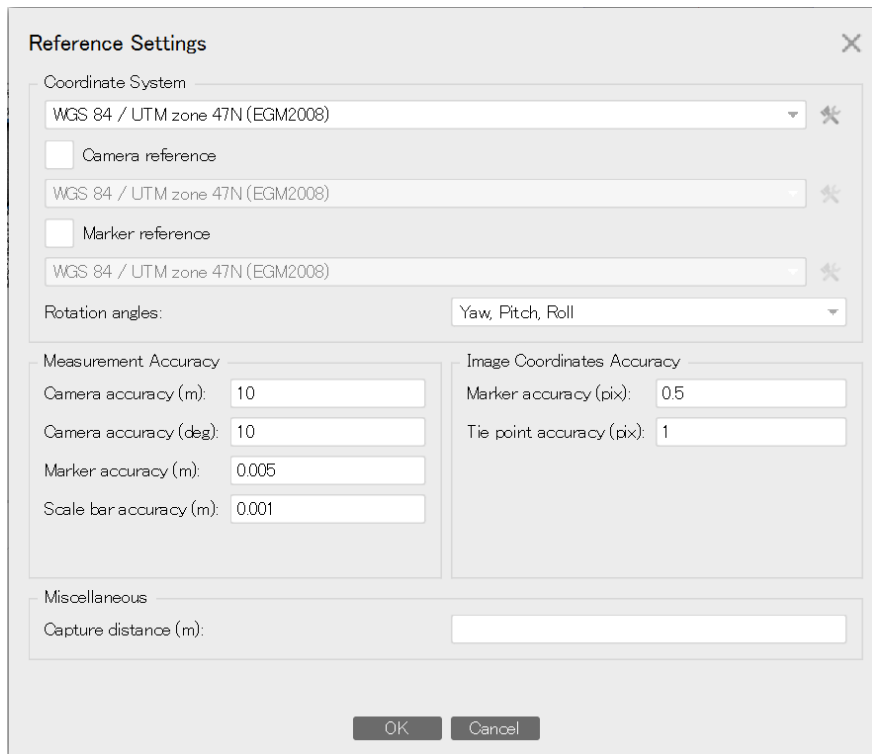 Reference Settings
Coordinate System
WGS 84 / UTM zone 47N (EGM2008)
Camera reference
WGS 84 / UTM zone 47N (EGM2008)
Marker reference
WGS 84 / UTM zone 47N (EGM2008)
Rotation angles: Yaw, Pitch, Roll
Measurement Accuracy
Camera accuracy (m): 10
Camera accuracy (deg): 10
Marker accuracy (m): 0.005
Scale bar accuracy (m): 0.001
Image Coordinates Accuracy
Marker accuracy (pix): 0.5
Tie point accuracy (pix): 1
Miscellaneous
Capture distance (m):
OK Cancel